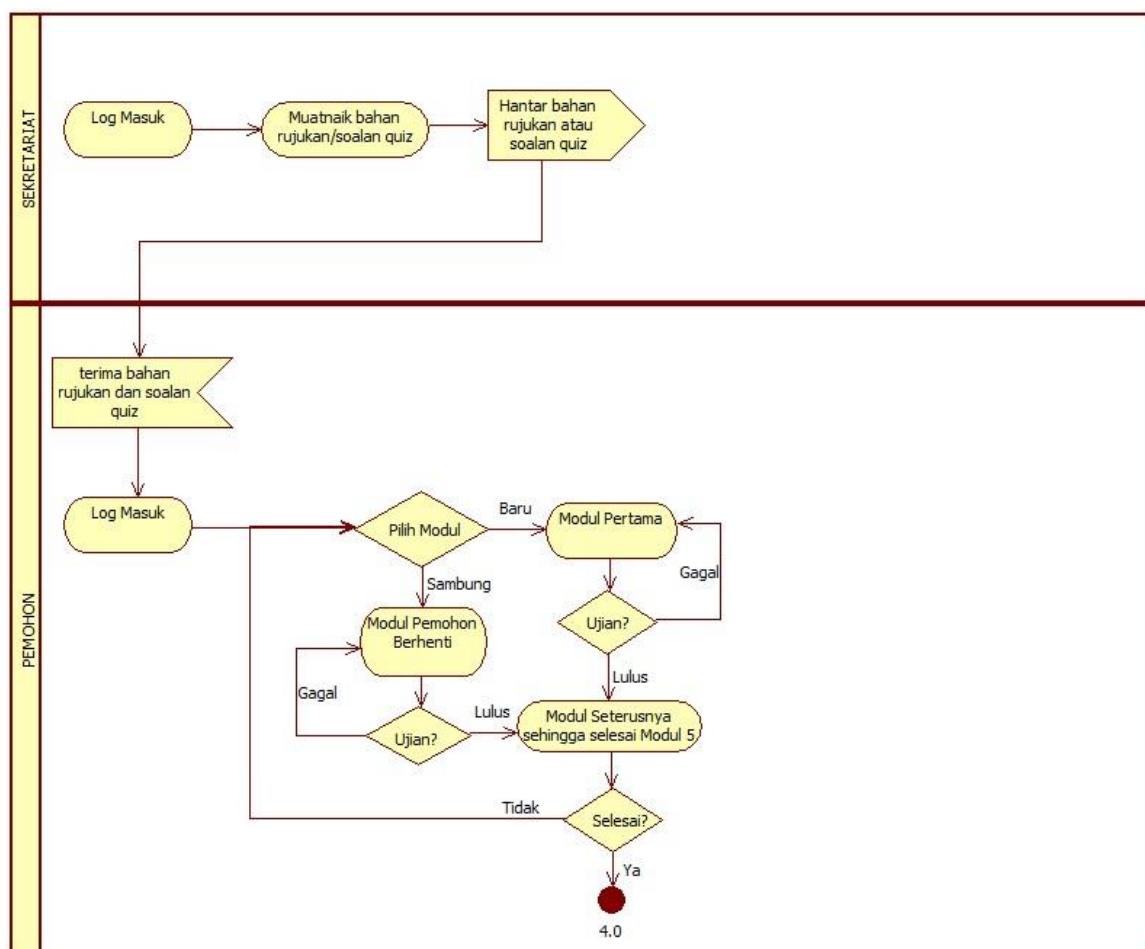 SEKRETARIAT
Log Masuk
Muatnaik bahan
rujukan/soalan quiz
Hantar bahan
rujukan atau
soalan quiz
PEMOHON
terima bahan
rujukan dan soalan
quiz
Log Masuk
Pilih Modul
Baru
Modul Pertama
Gagal
Sambung
Modul Pemohon
Berhenti
Ujian?
Lulus
Gagal
Ujian?
Lulus
Modul Seterusnya
sehingga selesai Modul 5
Tidak
Selesai?
Ya
4.0